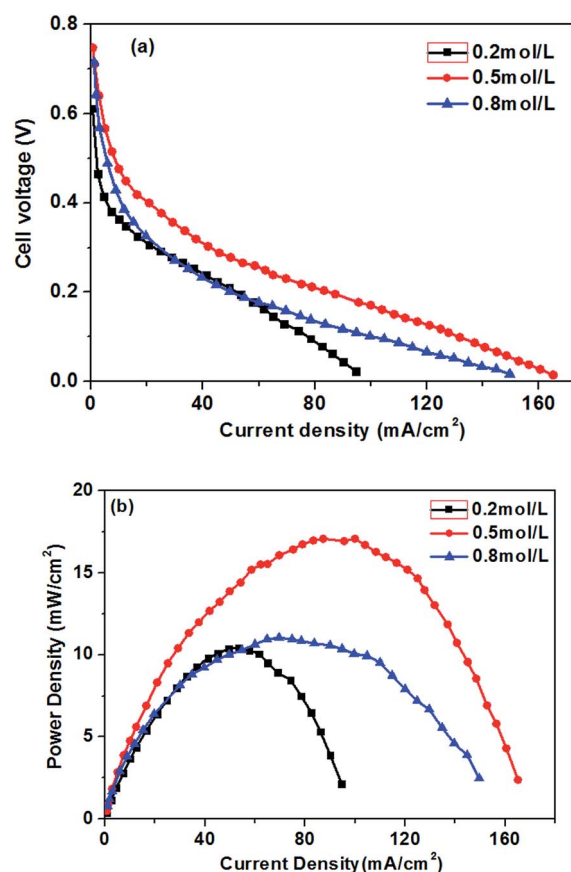 (a)
0.2mol/L
0.5mol/L
0.8mol/L
0.8
0.6
0.4
0.2
0.0
Cell voltage (V)
0 40 80 120 160
Current density (mA/cm²)
(b)
0.2mol/L
0.5mol/L
0.8mol/L
20
15
10
5
0
Power Density (mW/cm²)
0 40 80 120 160
Current Density(mA/cm²)